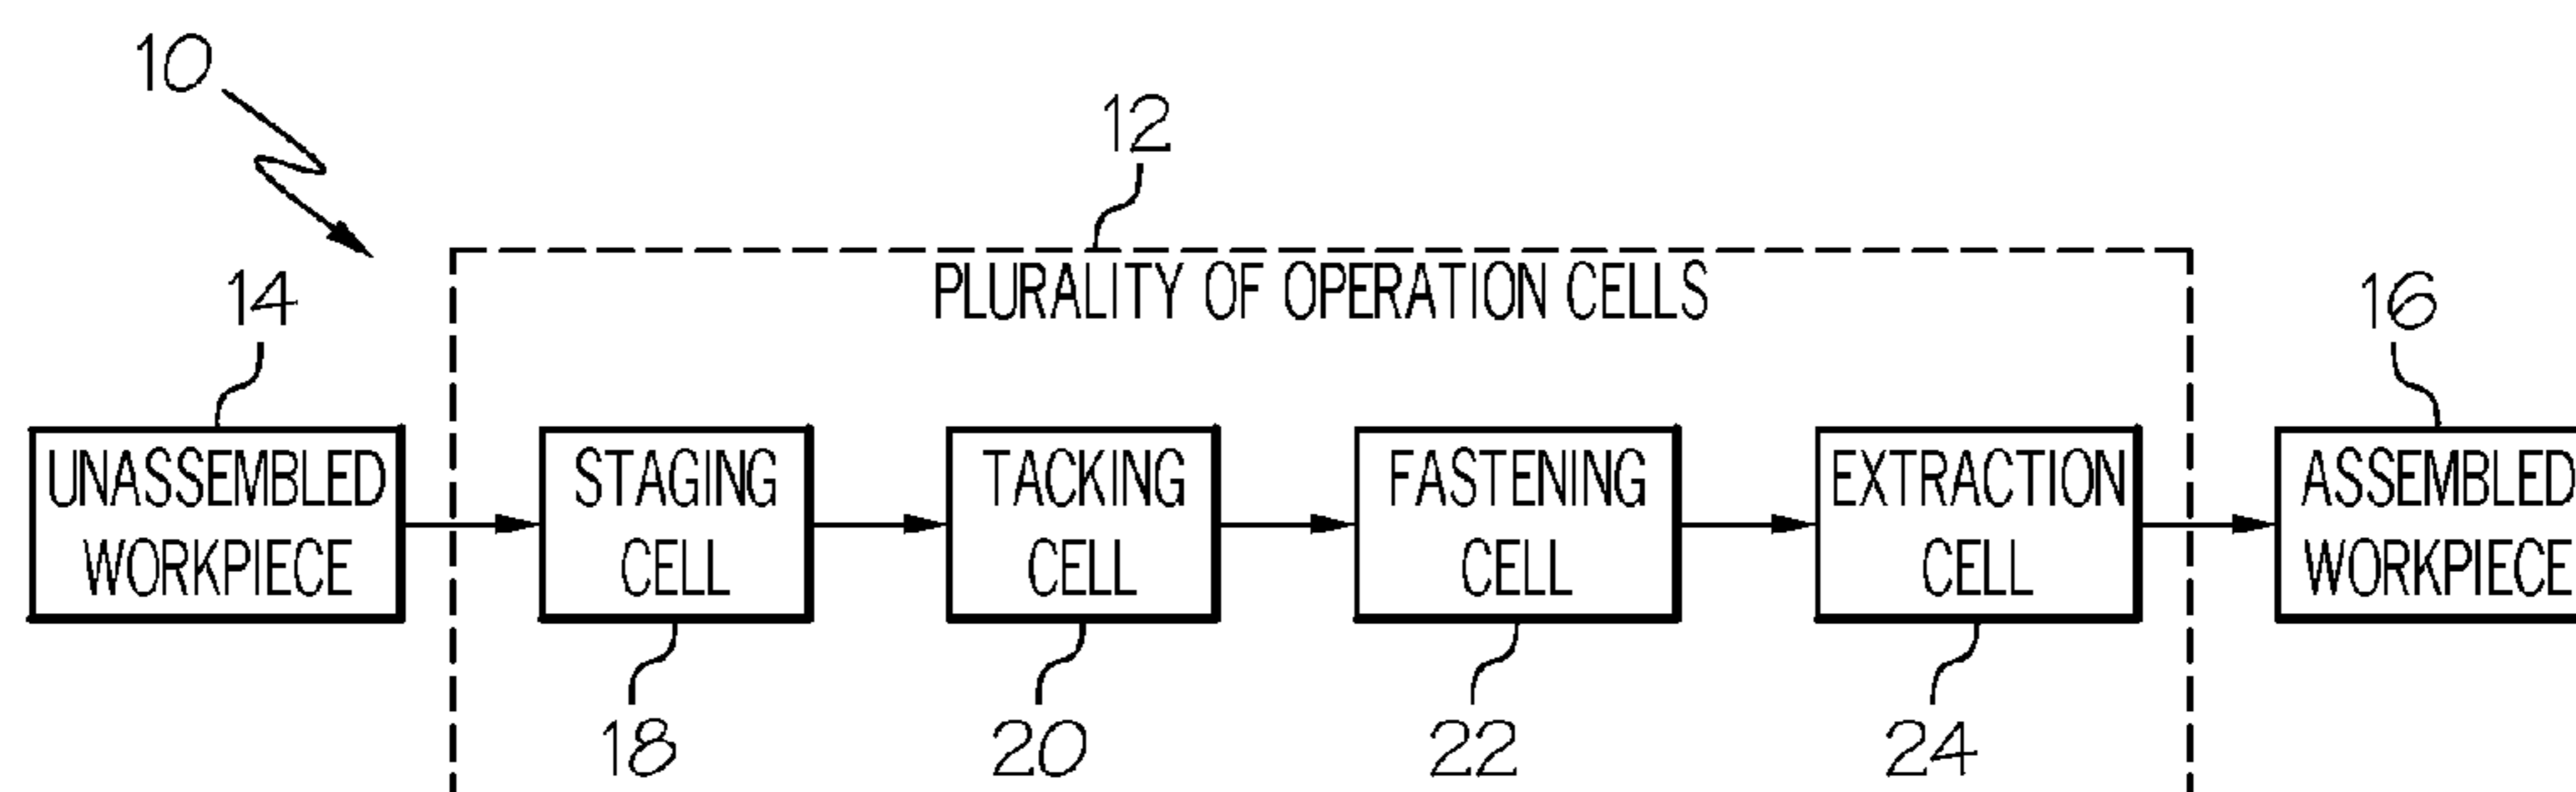 10
12
PLURALITY OF OPERATION CELLS
14
16
UNASSEMBLED
WORKPIECE
STAGING
CELL
TACKING
CELL
FASTENING
CELL
EXTRACTION
CELL
ASSEMBLED
WORKPIECE
18
20
22
24